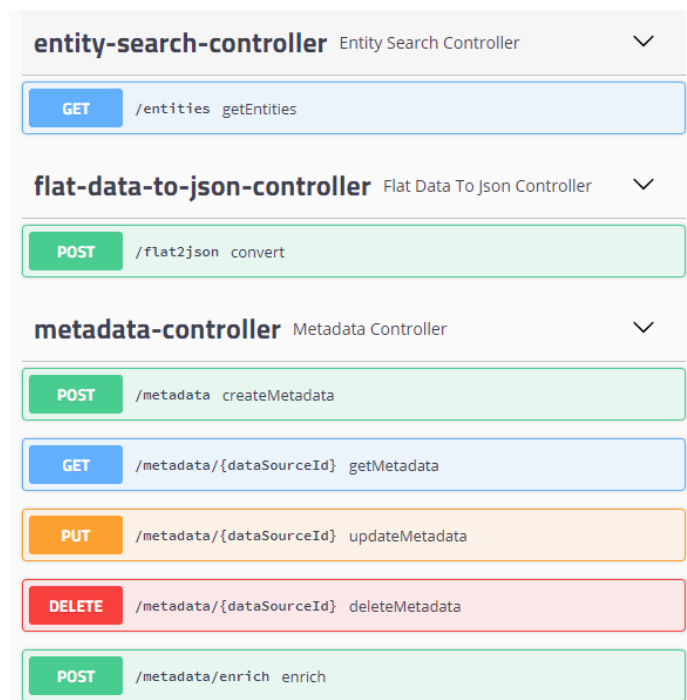 entity-search-controller Entity Search Controller
GET /entities getEntities
flat-data-to-json-controller Flat Data To Json Controller
POST /flat2json convert
metadata-controller Metadata Controller
POST /metadata createMetadata
GET /metadata/{dataSourceId} getMetadata
PUT /metadata/{dataSourceId} updateMetadata
DELETE /metadata/{dataSourceId} deleteMetadata
POST /metadata/enrich enrich